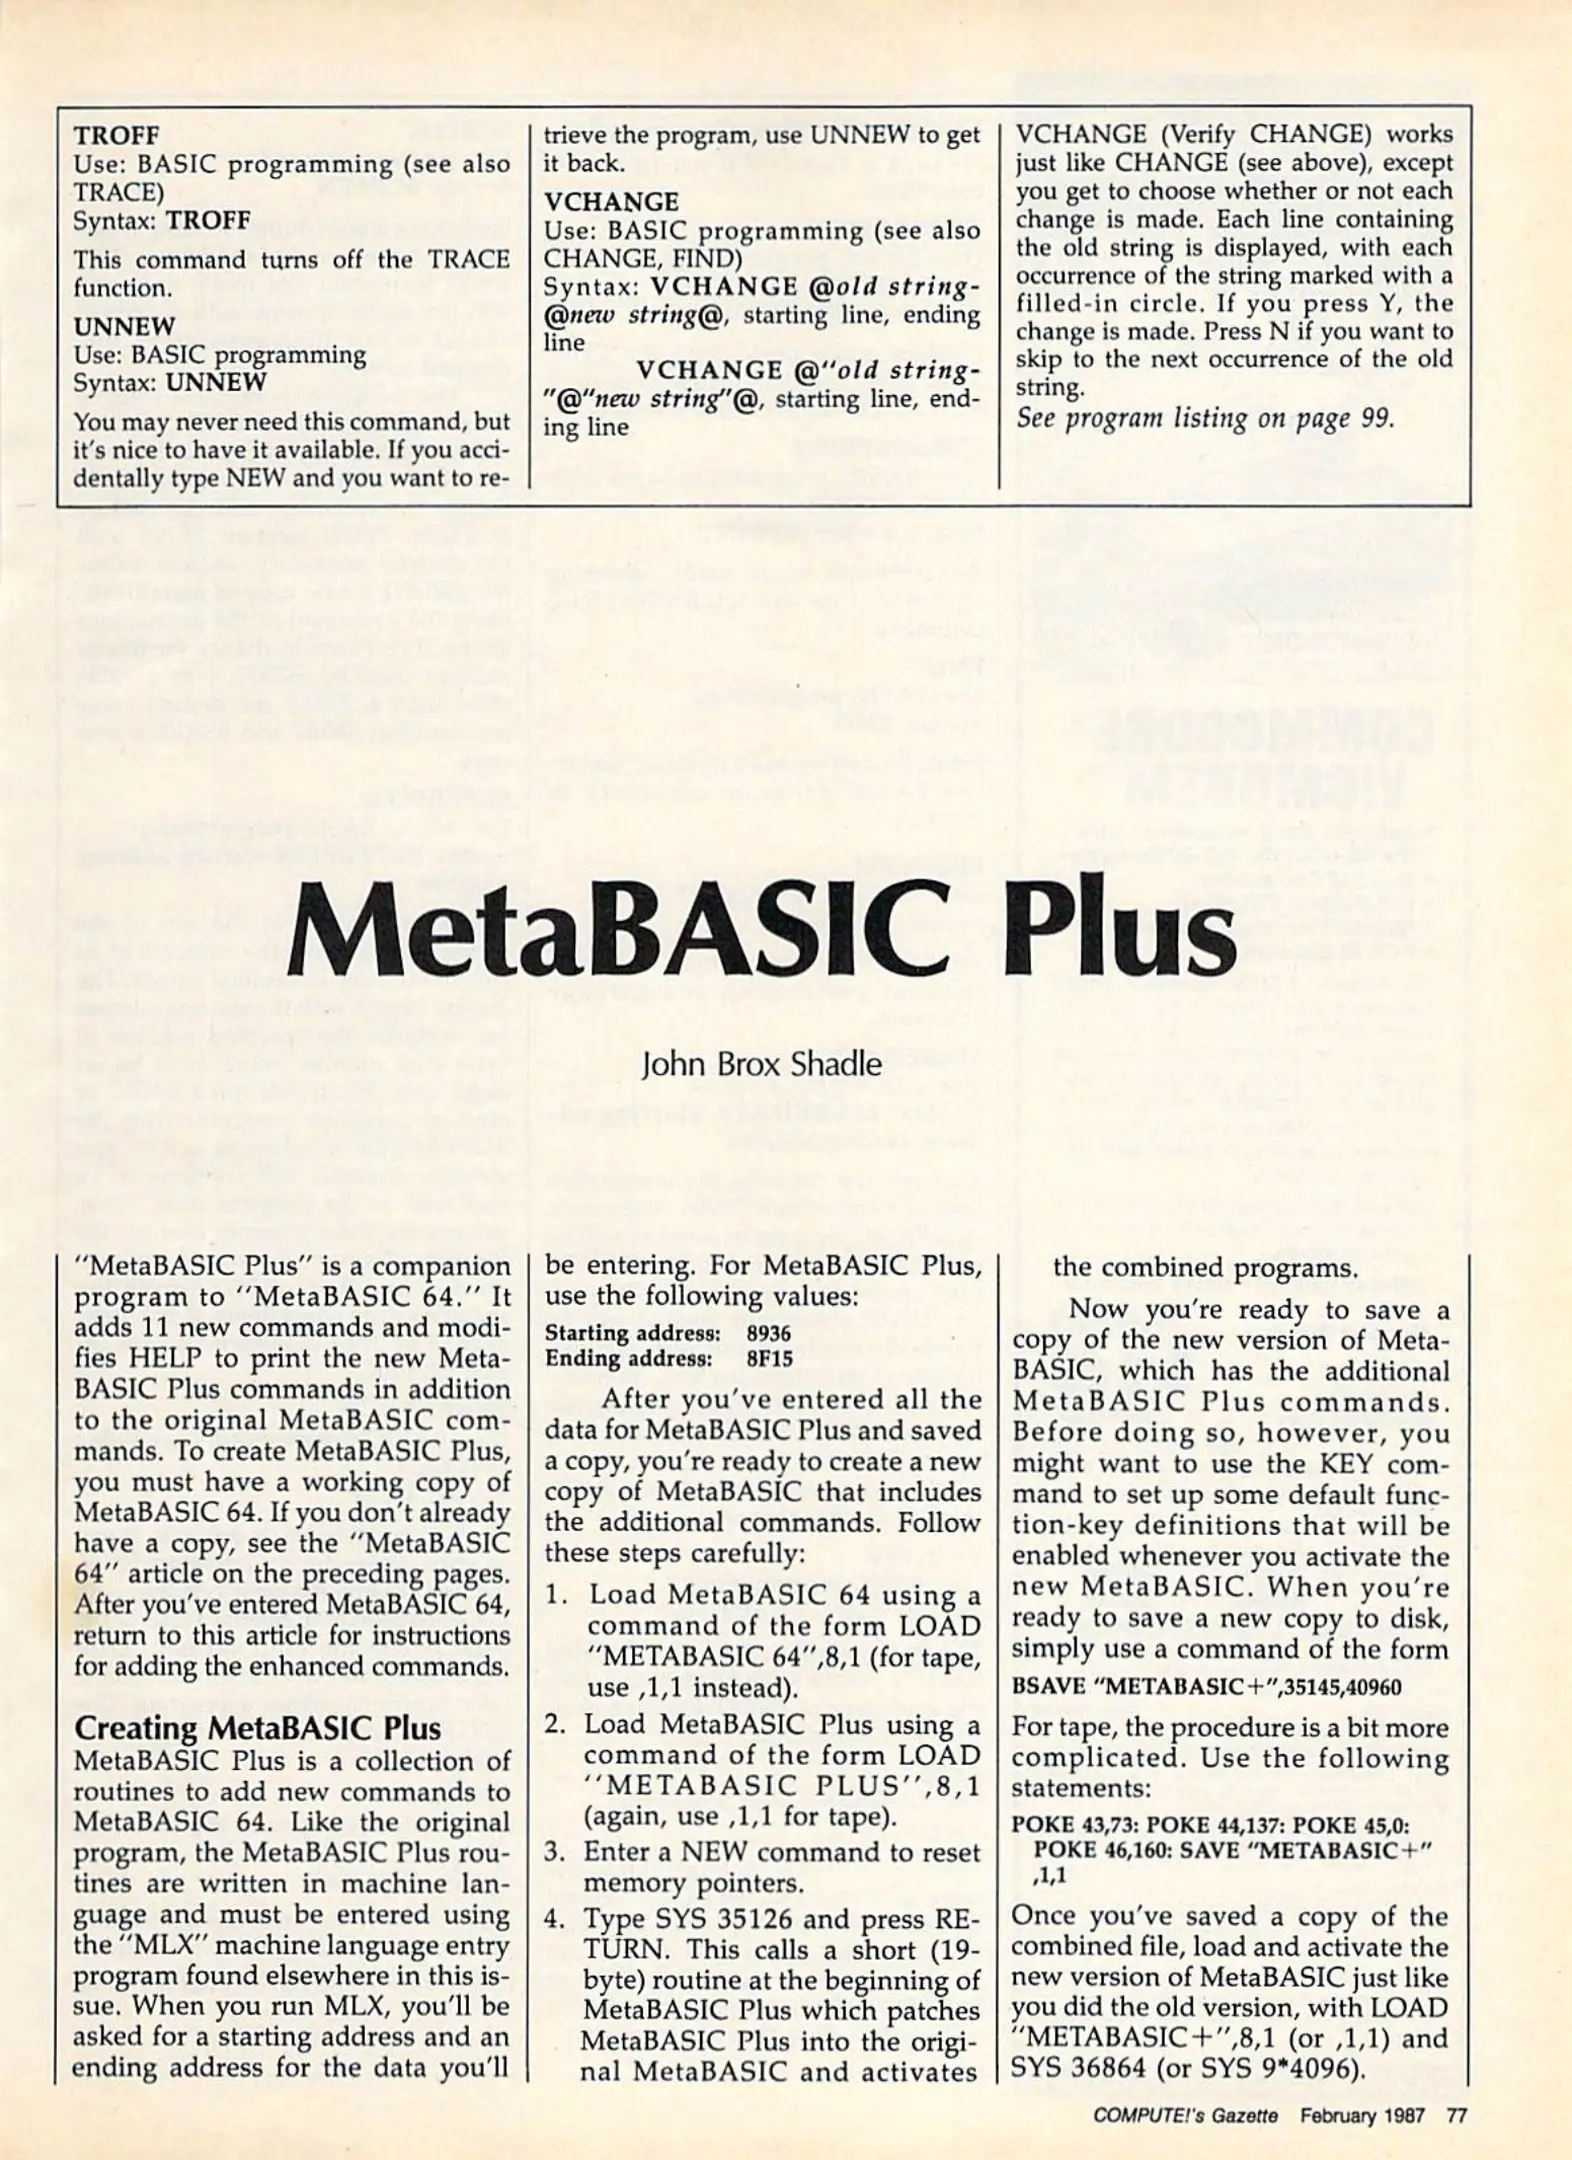 TROFF
Use: BASIC programming (see also
TRACE)
Syntax: TROFF
This command turns off the TRACE
function.
UNNEW
Use: BASIC programming
Syntax: UNNEW
You may never need this command, but
it's nice to have it available. If you acci-
dentally type NEW and you want to re-
trieve the program, use UNNEW to get
it back.
VCHANGE
Use: BASIC programming (see also
CHANGE, FIND)
Syntax: VCHANGE @old string-
@new string@, starting line, ending
line
VCHANGE @"old string-
"@"new string"@, starting line, end-
ing line
VCHANGE (Verify CHANGE) works
just like CHANGE (see above), except
you get to choose whether or not each
change is made. Each line containing
the old string is displayed, with each
occurrence of the string marked with a
filled-in circle. If you press Y, the
change is made. Press N if you want to
skip to the next occurrence of the old
string.
See program listing on page 99.
MetaBASIC Plus
John Brox Shadle
"MetaBASIC Plus" is a companion
program to "MetaBASIC 64." It
adds 11 new commands and modi-
fies HELP to print the new Meta-
BASIC Plus commands in addition
to the original MetaBASIC com-
mands. To create MetaBASIC Plus,
you must have a working copy of
MetaBASIC 64. If you don't already
have a copy, see the "MetaBASIC
64" article on the preceding pages.
After you've entered MetaBASIC 64,
return to this article for instructions
for adding the enhanced commands.
Creating MetaBASIC Plus
MetaBASIC Plus is a collection of
routines to add new commands to
MetaBASIC 64. Like the original
program, the MetaBASIC Plus rou-
tines are written in machine lan-
guage and must be entered using
the "MLX" machine language entry
program found elsewhere in this is-
sue. When you run MLX, you'll be
asked for a starting address and an
ending address for the data you'll
be entering. For MetaBASIC Plus,
use the following values:
Starting address: 8936
Ending address: 8F15
After you've entered all the
data for MetaBASIC Plus and saved
a copy, you're ready to create a new
copy of MetaBASIC that includes
the additional commands. Follow
these steps carefully:
1. Load MetaBASIC 64 using a
command of the form LOAD
"METABASIC 64",8,1 (for tape,
use ,1,1 instead).
2. Load MetaBASIC Plus using a
command of the form LOAD
"METABASIC PLUS",8,1
(again, use ,1,1 for tape).
3. Enter a NEW command to reset
memory pointers.
4. Type SYS 35126 and press RE-
TURN. This calls a short (19-
byte) routine at the beginning of
MetaBASIC Plus which patches
MetaBASIC Plus into the origi-
nal MetaBASIC and activates
the combined programs.
Now you're ready to save a
copy of the new version of Meta-
BASIC, which has the additional
MetaBASIC Plus commands.
Before doing so, however, you
might want to use the KEY com-
mand to set up some default func-
tion-key definitions that will be
enabled whenever you activate the
new MetaBASIC. When you're
ready to save a new copy to disk,
simply use a command of the form
BSAVE "METABASIC+",35145,40960
For tape, the procedure is a bit more
complicated. Use the following
statements:
POKE 43,73: POKE 44,137: POKE 45,0:
POKE 46,160: SAVE "METABASIC+"
,1,1
Once you've saved a copy of the
combined file, load and activate the
new version of MetaBASIC just like
you did the old version, with LOAD
"METABASIC+",8,1 (or ,1,1) and
SYS 36864 (or SYS 9*4096).
COMPUTE!'s Gazette February 1987 77